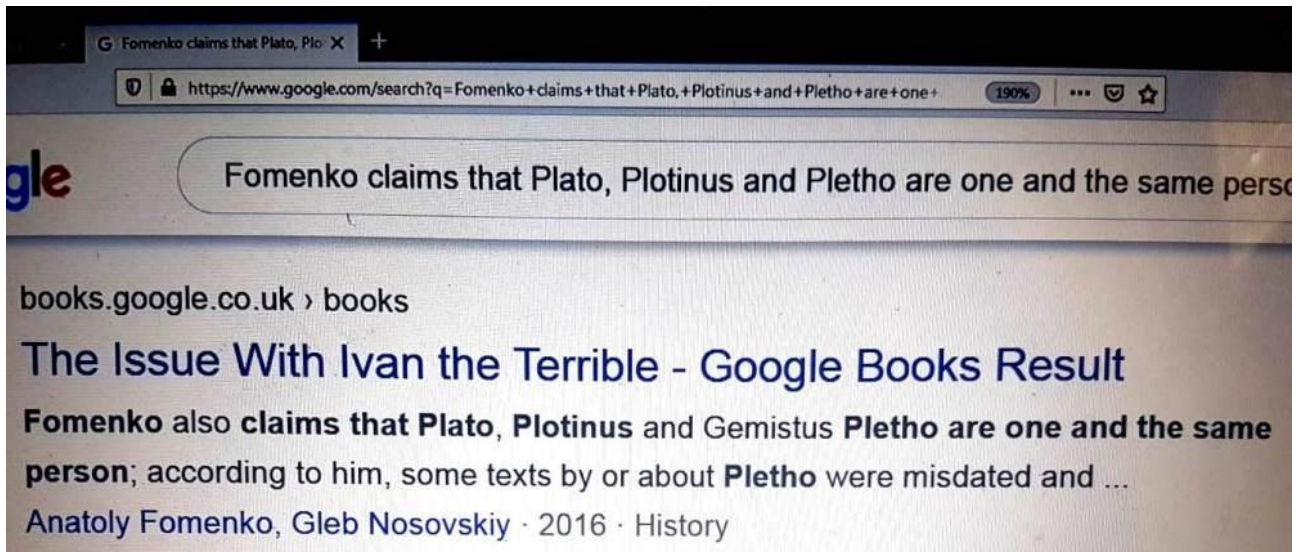 G Fomenko claims that Plato, Plo X +
https://www.google.com/search?q=Fomenko+claims+that+Plato,+Plotinus+and+Pletho+are+one+ 190% ...
gle Fomenko claims that Plato, Plotinus and Pletho are one and the same perso
books.google.co.uk › books
The Issue With Ivan the Terrible - Google Books Result
Fomenko also claims that Plato, Plotinus and Gemistus Pletho are one and the same
person; according to him, some texts by or about Pletho were misdated and ...
Anatoly Fomenko, Gleb Nosovskiy · 2016 · History